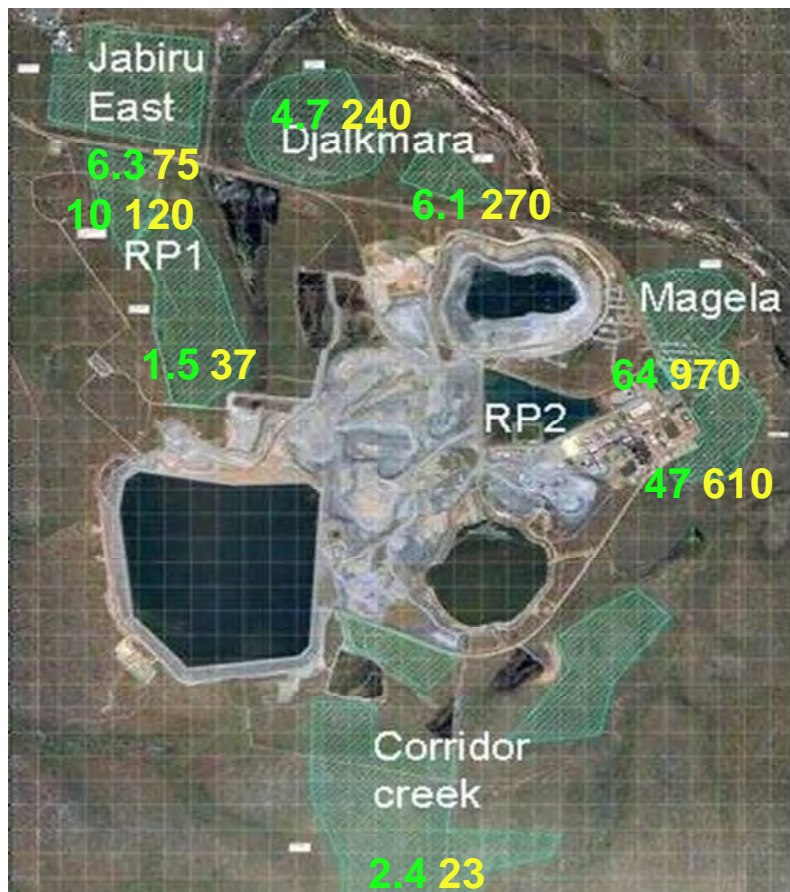 Jabiru
East
4.7 240
Djalkmara
6.3 75
10 120
6.1 270
RP1
Magela
1.5 37
64 970
RP2
47 610
Corridor
creek
2.4 23